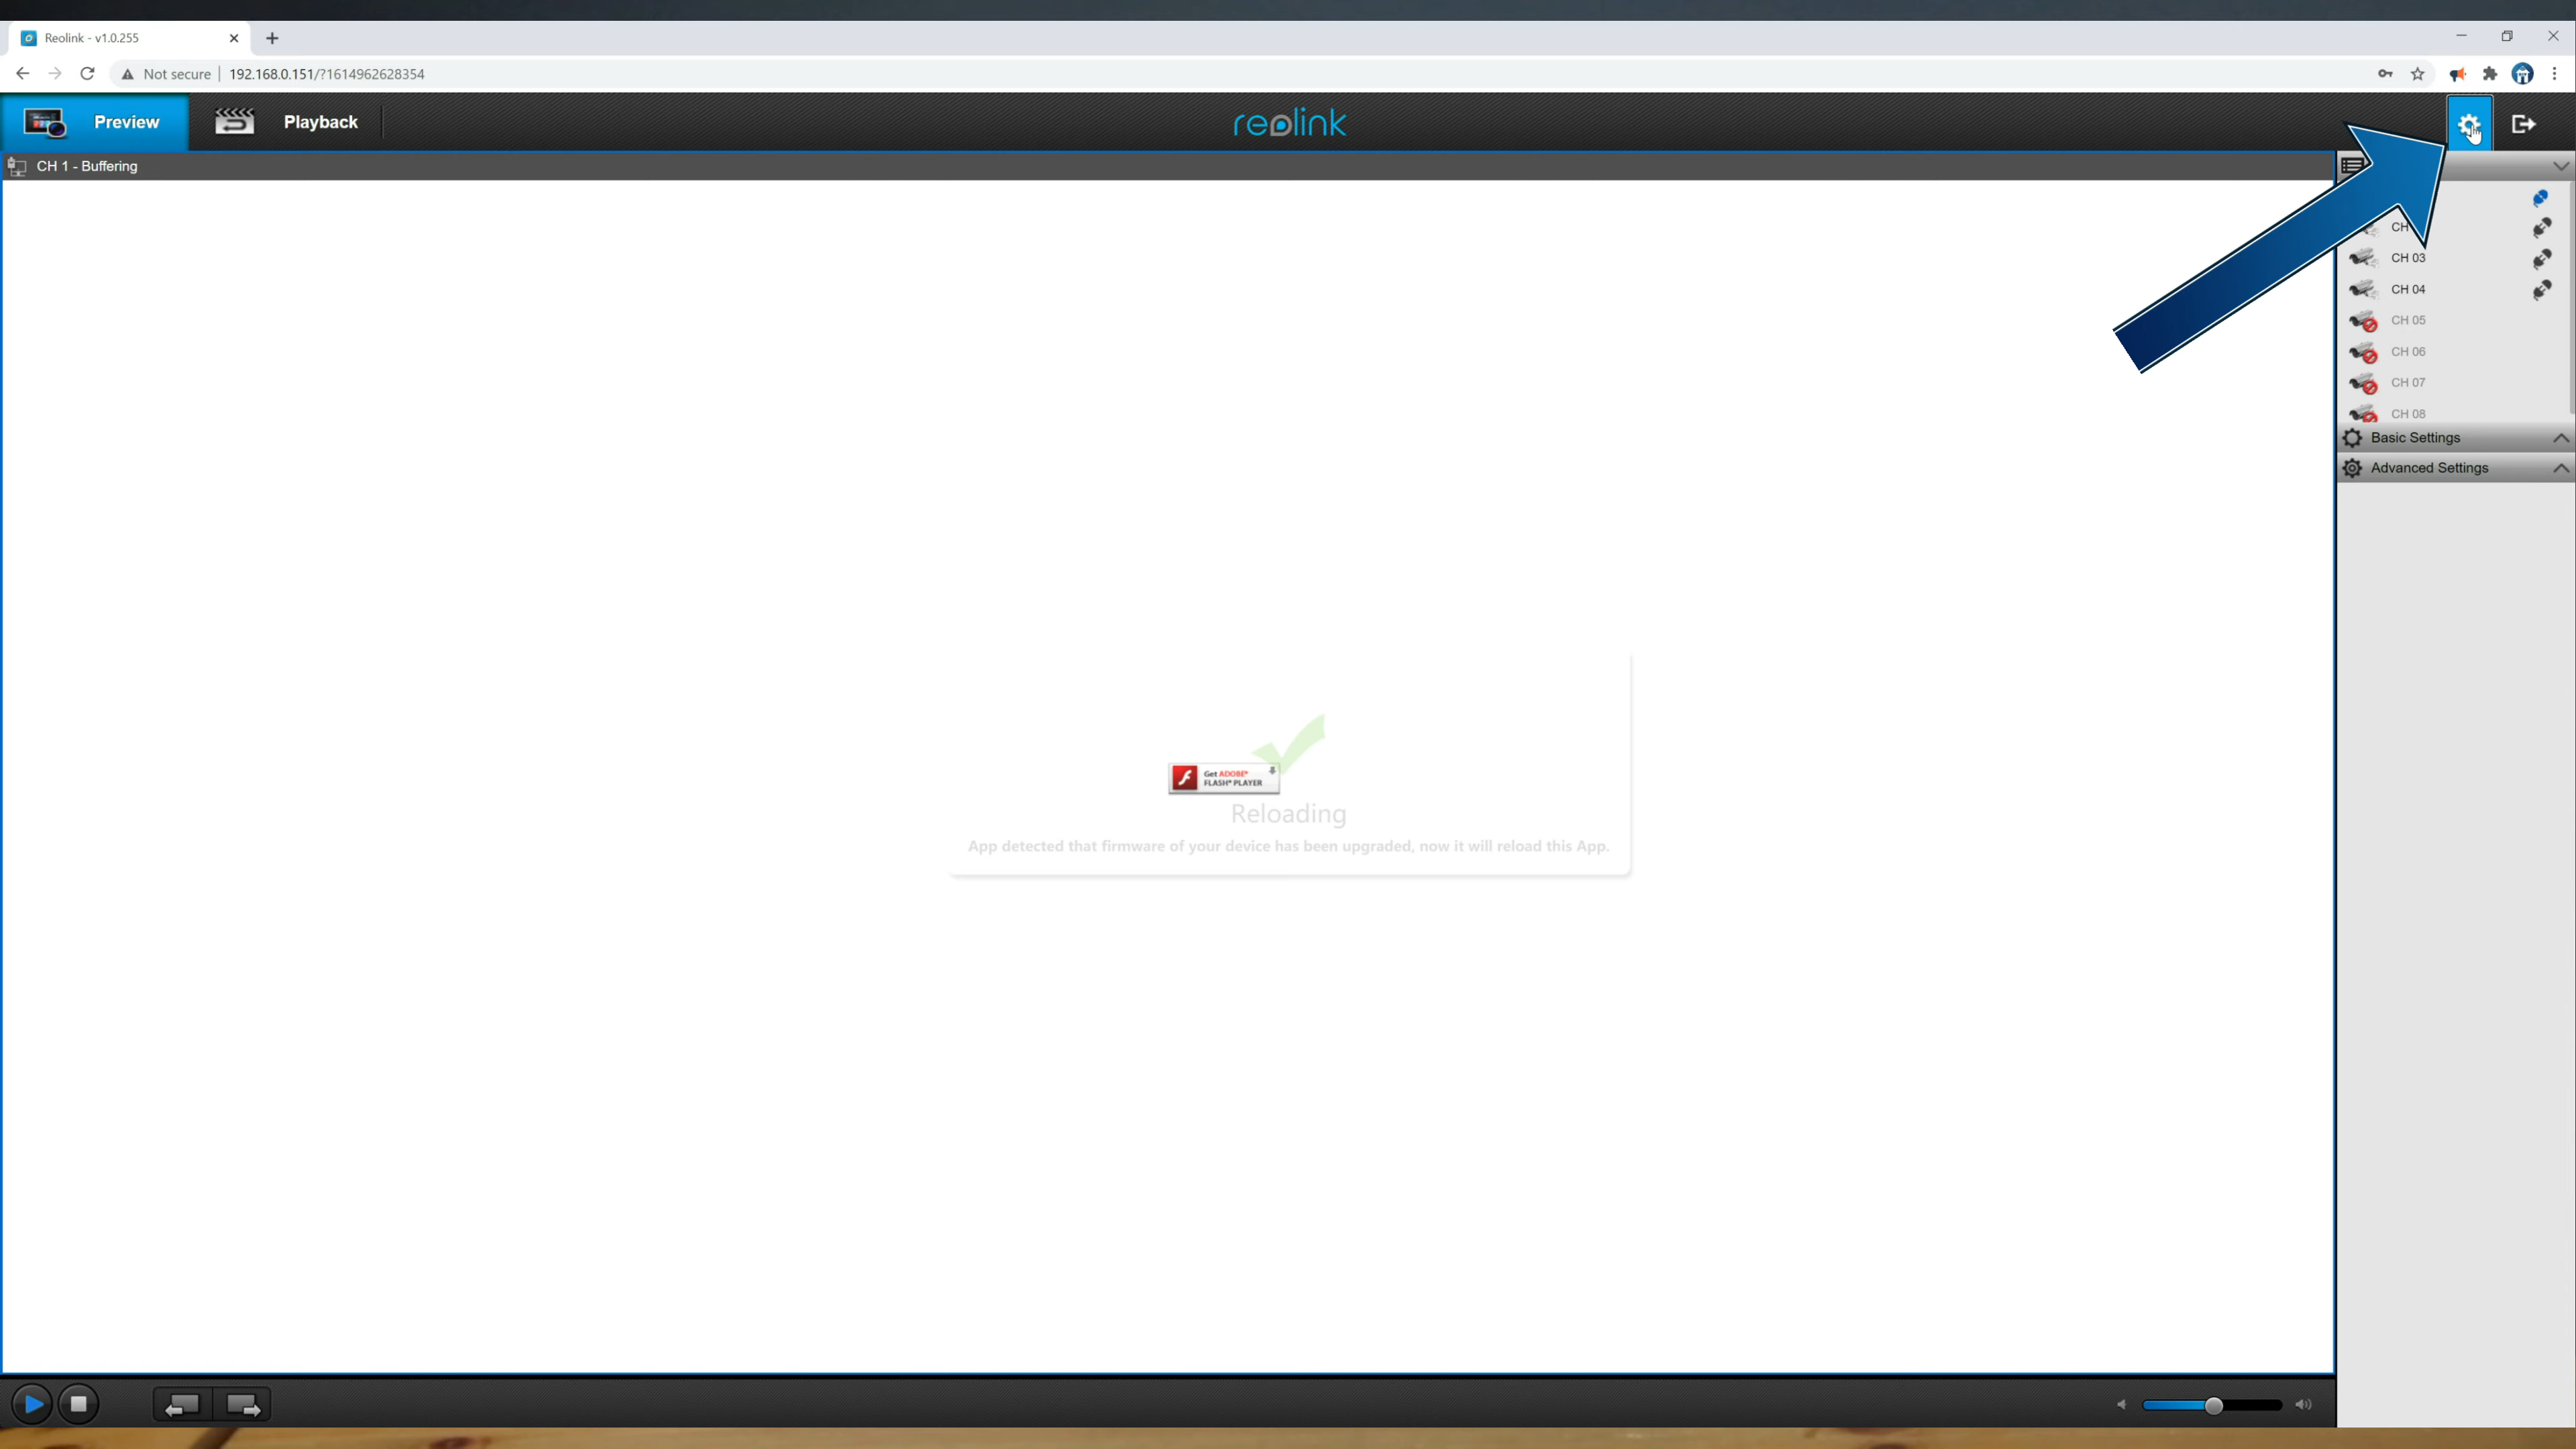 Reolink - v1.0.255
Not secure
192.168.0.151/?1614962628354
Preview
Playback
reolink
CH 1 - Buffering
CH
CH 03
CH 04
CH 05
CH 06
CH 07
CH 08
Basic Settings
Advanced Settings
Get ADOBE®
FLASH® PLAYER
Reloading
App detected that firmware of your device has been upgraded, now it will reload this App.